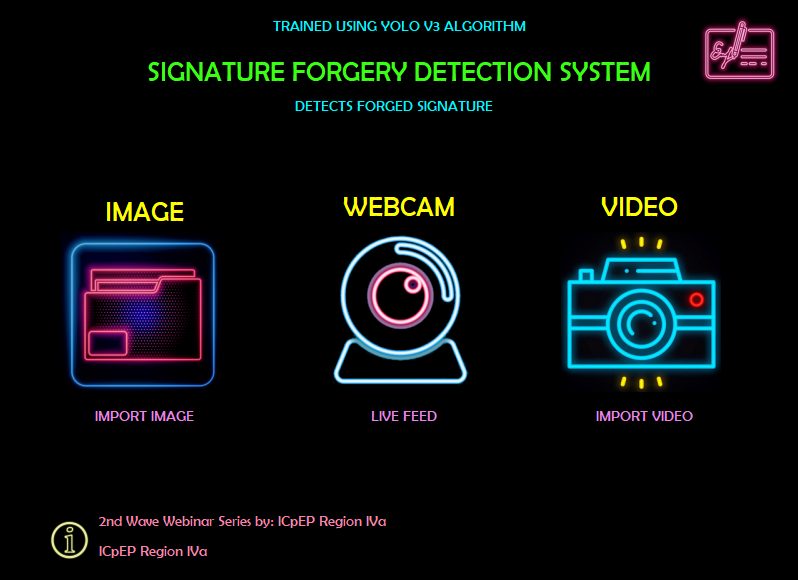 TRAINED USING YOLO V3 ALGORITHM
SIGNATURE FORGERY DETECTION SYSTEM
DETECTS FORGED SIGNATURE
IMAGE
WEBCAM
VIDEO
IMPORT IMAGE
LIVE FEED
IMPORT VIDEO
2nd Wave Webinar Series by: ICpEP Region IVa
ICpEP Region IVa